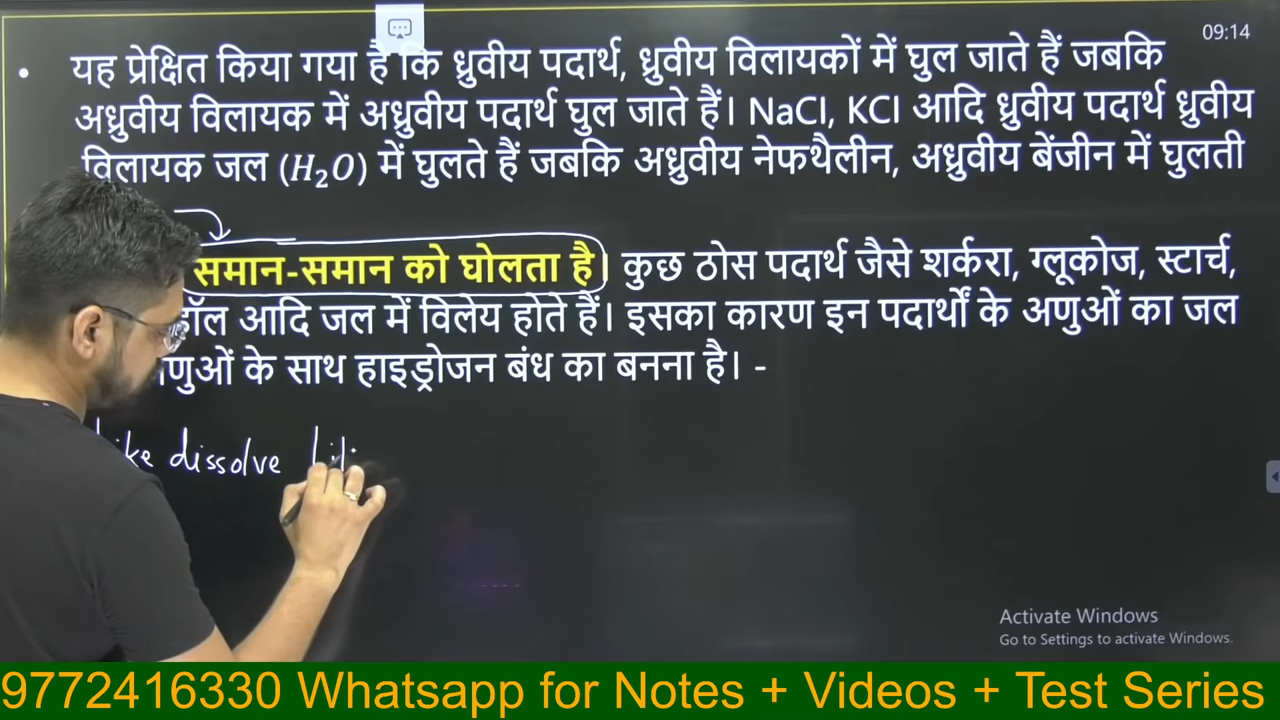 09:14
• यह प्रेक्षित किया गया है कि ध्रुवीय पदार्थ, ध्रुवीय विलायकों में घुल जाते हैं जबकि
अध्रुवीय विलायक में अध्रुवीय पदार्थ घुल जाते हैं। NaCl, KCl आदि ध्रुवीय पदार्थ ध्रुवीय
विलायक जल (H₂O) में घुलते हैं जबकि अध्रुवीय नेफथैलीन, अध्रुवीय बेंजीन में घुलती
समान-समान को घोलता है। कुछ ठोस पदार्थ जैसे शर्करा, ग्लूकोज, स्टार्च,
आदि जल में विलेय होते हैं। इसका कारण इन पदार्थों के अणुओं का जल
के साथ हाइड्रोजन बंध का बनना है। -
dissolve
Activate Windows
Go to Settings to activate Windows.
9772416330 Whatsapp for Notes + Videos + Test Series